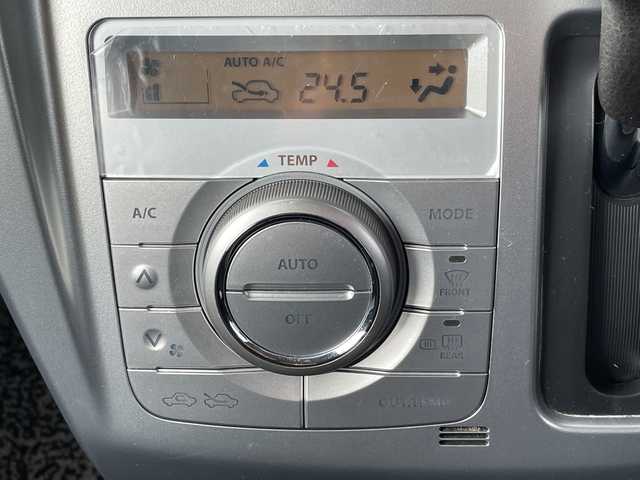 AUTO A/C
24.5
TEMP
A/C
MODE
AUTO
OFF
FRONT
REAR